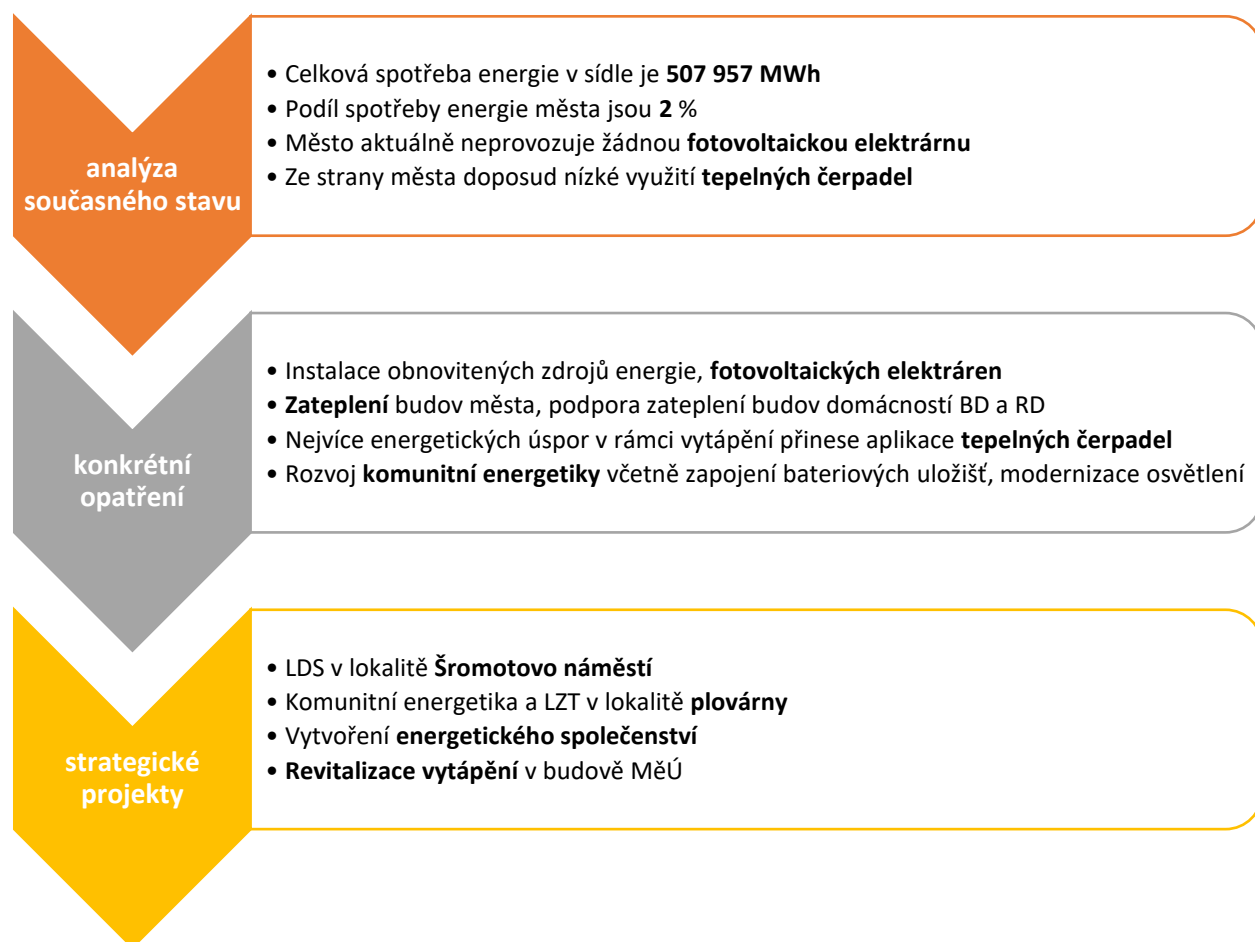 analýza
současného stavu
• Celková spotřeba energie v sídle je 507 957 MWh
• Podíl spotřeby energie města jsou 2 %
• Město aktuálně neprovozuje žádnou fotovoltaickou elektrárnu
• Ze strany města doposud nízké využití tepelných čerpadel
konkrétní
opatření
• Instalace obnovitených zdrojů energie, fotovoltaických elektráren
• Zateplení budov města, podpora zateplení budov domácností BD a RD
• Nejvíce energetických úspor v rámci vytápění přinese aplikace tepelných čerpadel
• Rozvoj komunitní energetiky včetně zapojení bateriových uložišť, modernizace osvětlení
strategické
projekty
• LDS v lokalitě Šromotovo náměstí
• Komunitní energetika a LZT v lokalitě plovárny
• Vytvoření energetického společenství
• Revitalizace vytápění v budově MěÚ